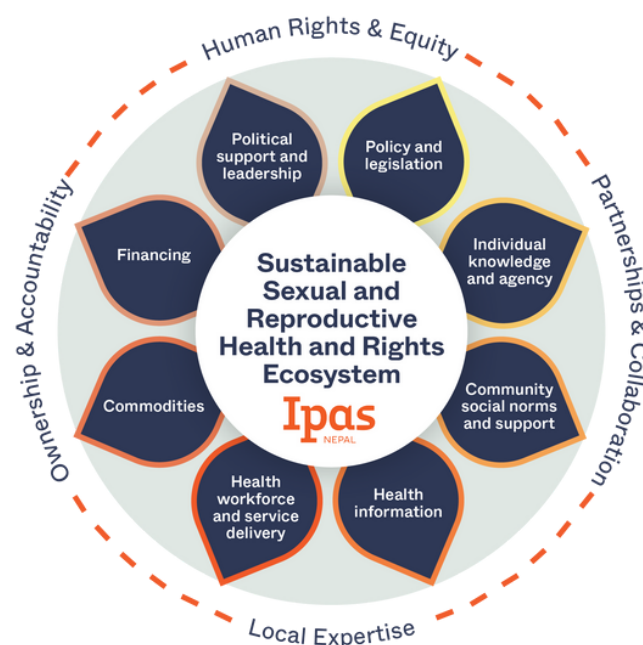 Human Rights & Equity
Partnerships & Collaboration
Local Expertise
Ownership & Accountability
Political
support and
leadership
Policy and
legislation
Individual
knowledge
and agency
Community
social norms
and support
Health
information
Health
workforce
and service
delivery
Commodities
Financing
Sustainable
Sexual and
Reproductive
Health and Rights
Ecosystem
Ipas
NEPAL